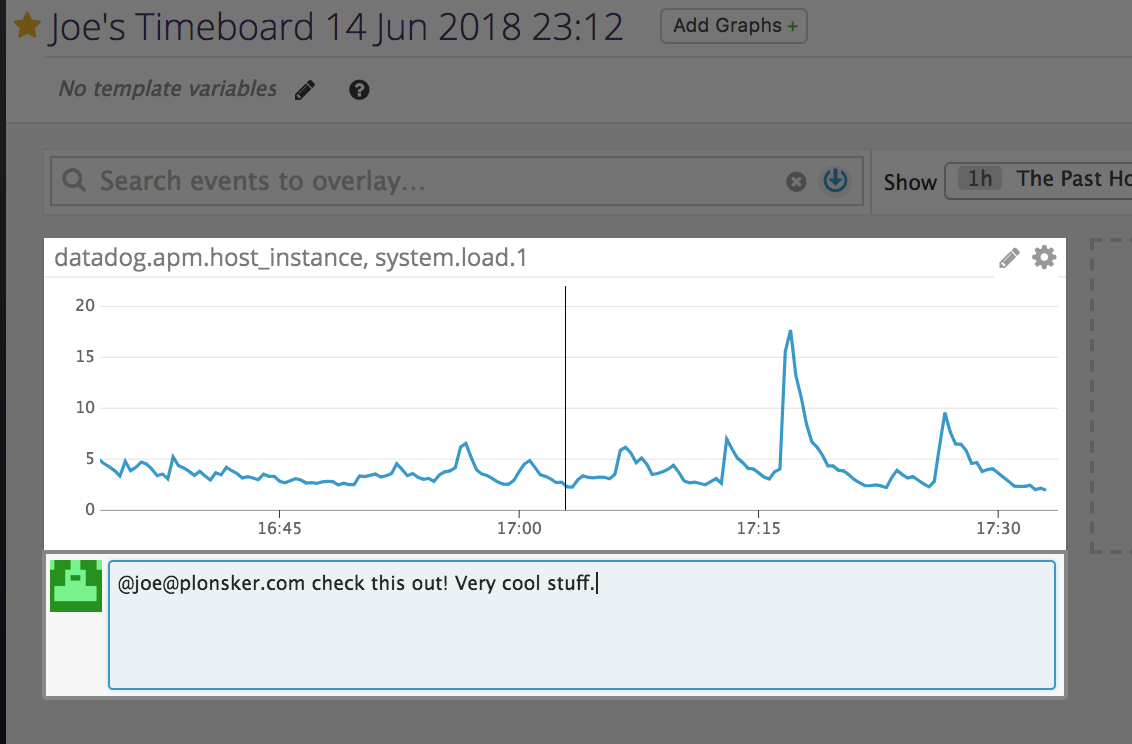 Joe's Timeboard 14 Jun 2018 23:12
Add Graphs +
No template variables
?
Search events to overlay...
Show
1h The Past Ho
datadog.apm.host_instance, system.load.1
20
15
10
5
0
16:45 17:00 17:15 17:30
@joe@plonsker.com check this out! Very cool stuff.